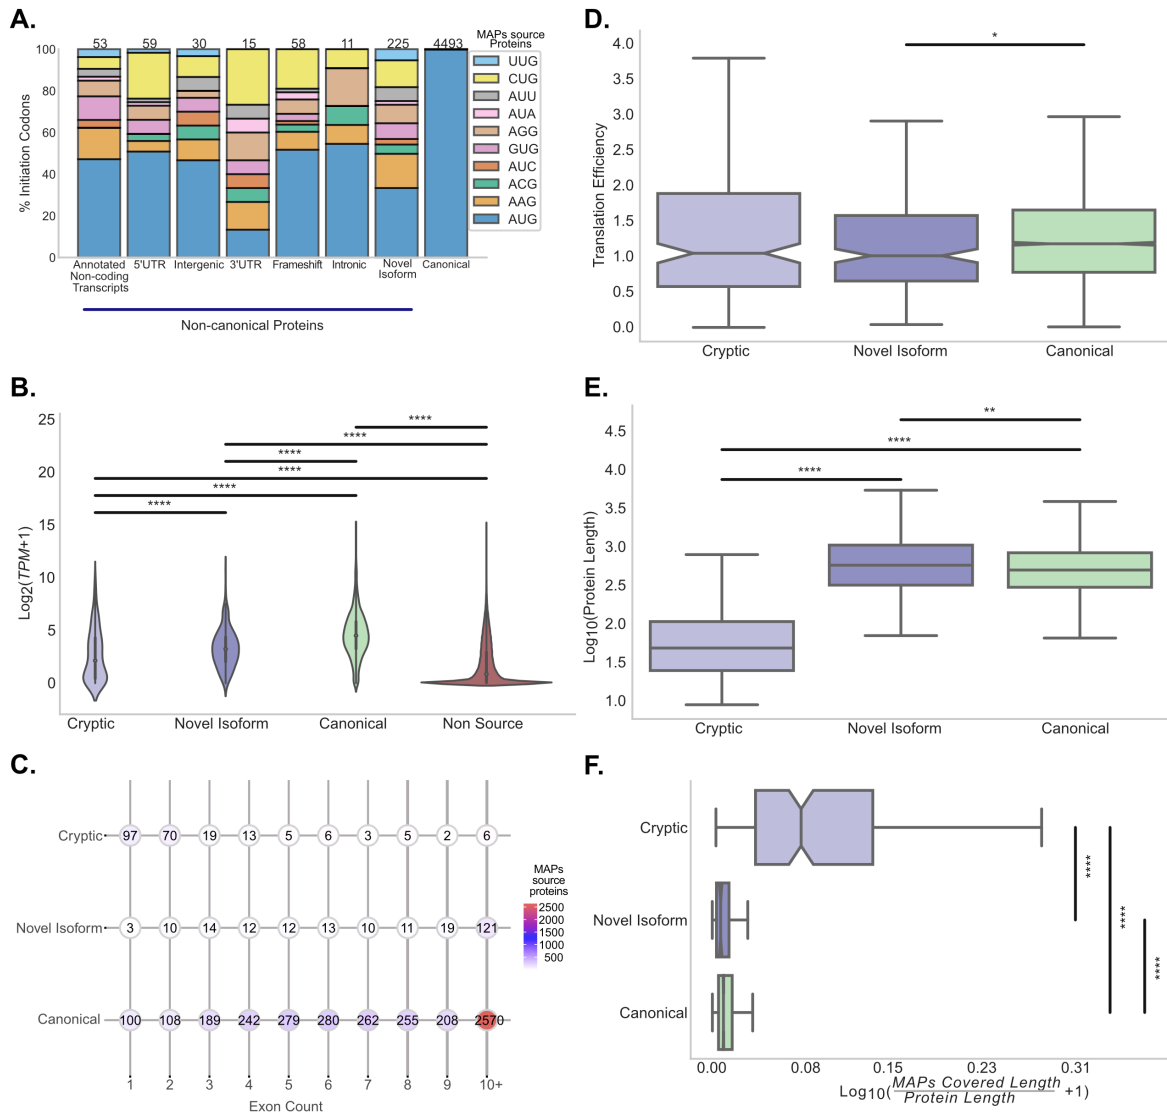 A.
53 59 30 15 58 11 225 4493
MAPs source
Proteins
% Initiation Codons
100
80
60
40
20
0
UUG
CUG
AUU
AUA
AGG
GUG
AUC
ACG
AAG
AUG
Annotated
Non-coding
Transcripts
5'UTR
Intergenic
3'UTR
Frameshift
Intronic
Novel
Isoform
Canonical
Non-canonical Proteins
B.
Log2(TPM+1)
25
20
15
10
5
0
****
****
****
****
****
****
Cryptic Novel Isoform Canonical Non Source
C.
Cryptic 97 70 19 13 5 6 3 5 2 6
Novel Isoform 3 10 14 12 12 13 10 11 19 121
Canonical 100 108 189 242 279 280 262 255 208 2570
1 2 3 4 5 6 7 8 9 10+
Exon Count
MAPs
source
proteins
2500
2000
1500
1000
500
D.
Translation Efficiency
4.0
3.5
3.0
2.5
2.0
1.5
1.0
0.5
0.0
*
Cryptic Novel Isoform Canonical
E.
Log10(Protein Length)
4.5
4.0
3.5
3.0
2.5
2.0
1.5
1.0
**
****
****
Cryptic Novel Isoform Canonical
F.
Cryptic
Novel Isoform
Canonical
****
****
****
0.00 0.08 0.15 0.23 0.31
Log10(MAPs Covered Length
Protein Length +1)